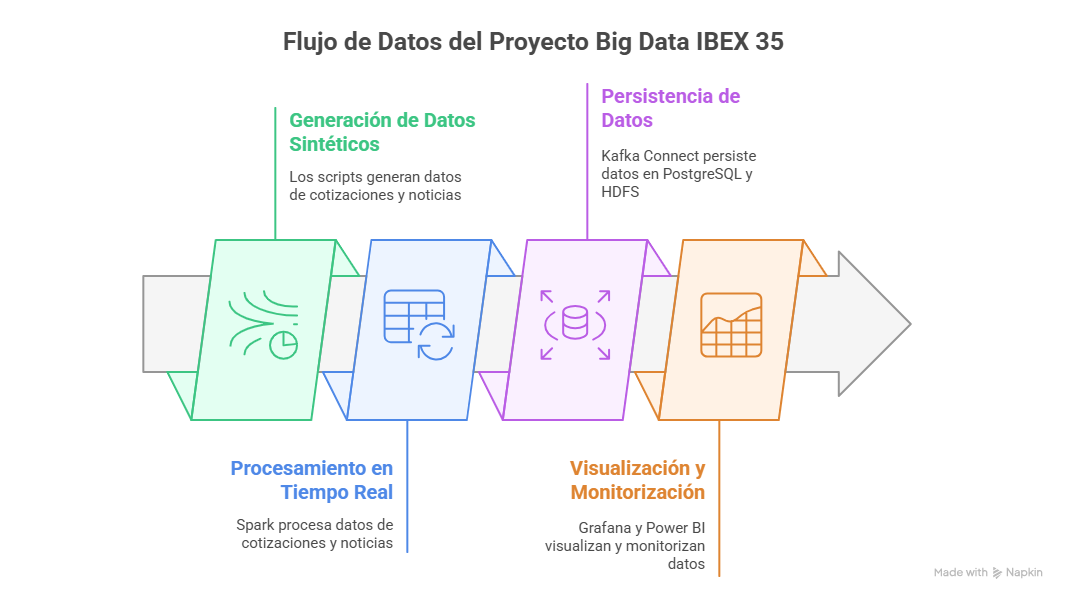 Flujo de Datos del Proyecto Big Data IBEX 35
Generación de Datos
Sintéticos
Los scripts generan datos
de cotizaciones y noticias
Persistencia de
Datos
Kafka Connect persiste
datos en PostgreSQL y
HDFS
Procesamiento en
Tiempo Real
Spark procesa datos de
cotizaciones y noticias
Visualización y
Monitorización
Grafana y Power BI
visualizan y monitorizan
datos
Made with Napkin